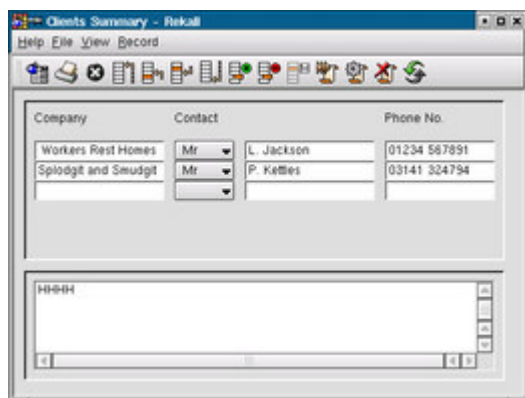 Clients Summary - Rekall
Help File View Record
Company Contact Phone No.
Workers Rest Homes Mr L. Jackson 01234 567891
Splodgit and Smudgit Mr P. Kettles 03141 324794
HHHH